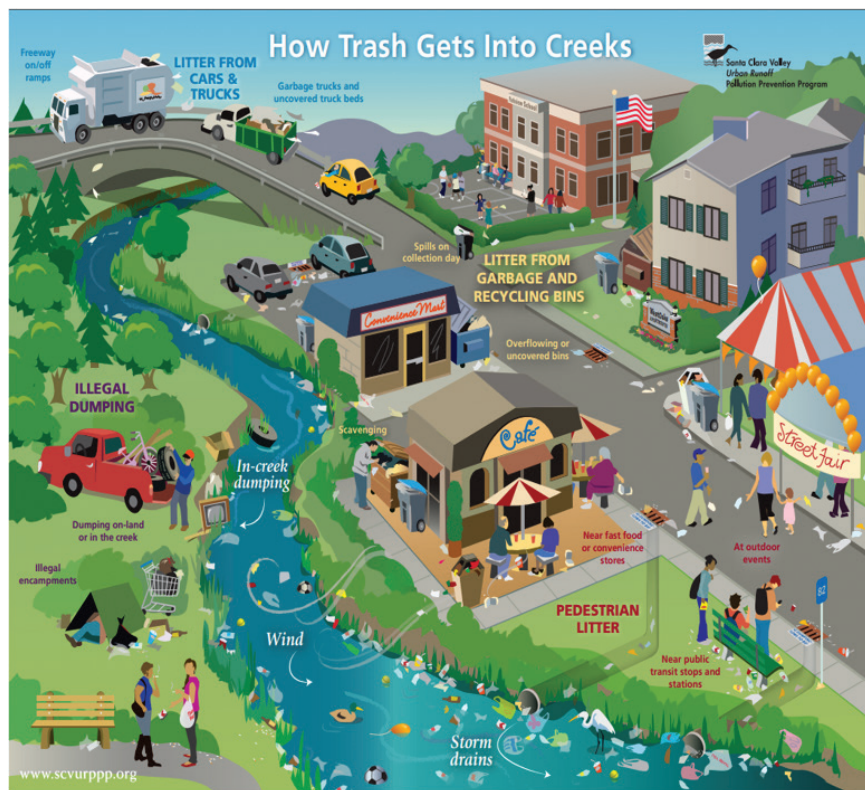 How Trash Gets Into Creeks
Freeway
on/off
ramps
LITTER FROM
CARS &
TRUCKS
Garbage trucks and
uncovered truck beds
Santa Clara Valley
Urban Runoff
Pollution Prevention Program
Spills on
collection day
LITTER FROM
GARBAGE AND
RECYCLING BINS
Convenience Mart
Overflowing or
uncovered bins
ILLEGAL
DUMPING
Scavenging
Café
Street fair
In-creek
dumping
Dumping on-land
or in the creek
Near fast food
or convenience
stores
At outdoor
events
Illegal
encampments
PEDESTRIAN
LITTER
82
Wind
Near public
transit stops and
stations
Storm
drains
www.scvurppp.org